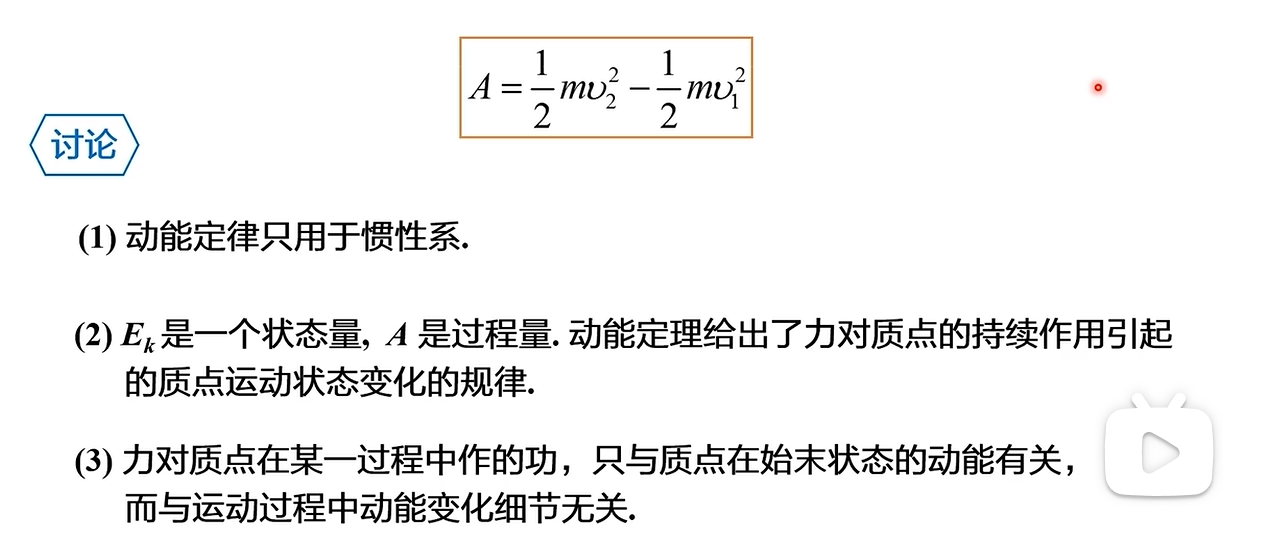 A = \frac{1}{2} m\upsilon_2^2 - \frac{1}{2} m\upsilon_1^2
讨论
(1) 动能定律只用于惯性系.
(2) E_k 是一个状态量, A 是过程量. 动能定理给出了力对质点的持续作用引起
的质点运动状态变化的规律.
(3) 力对质点在某一过程中作的功，只与质点在始末状态的动能有关，
而与运动过程中动能变化细节无关.